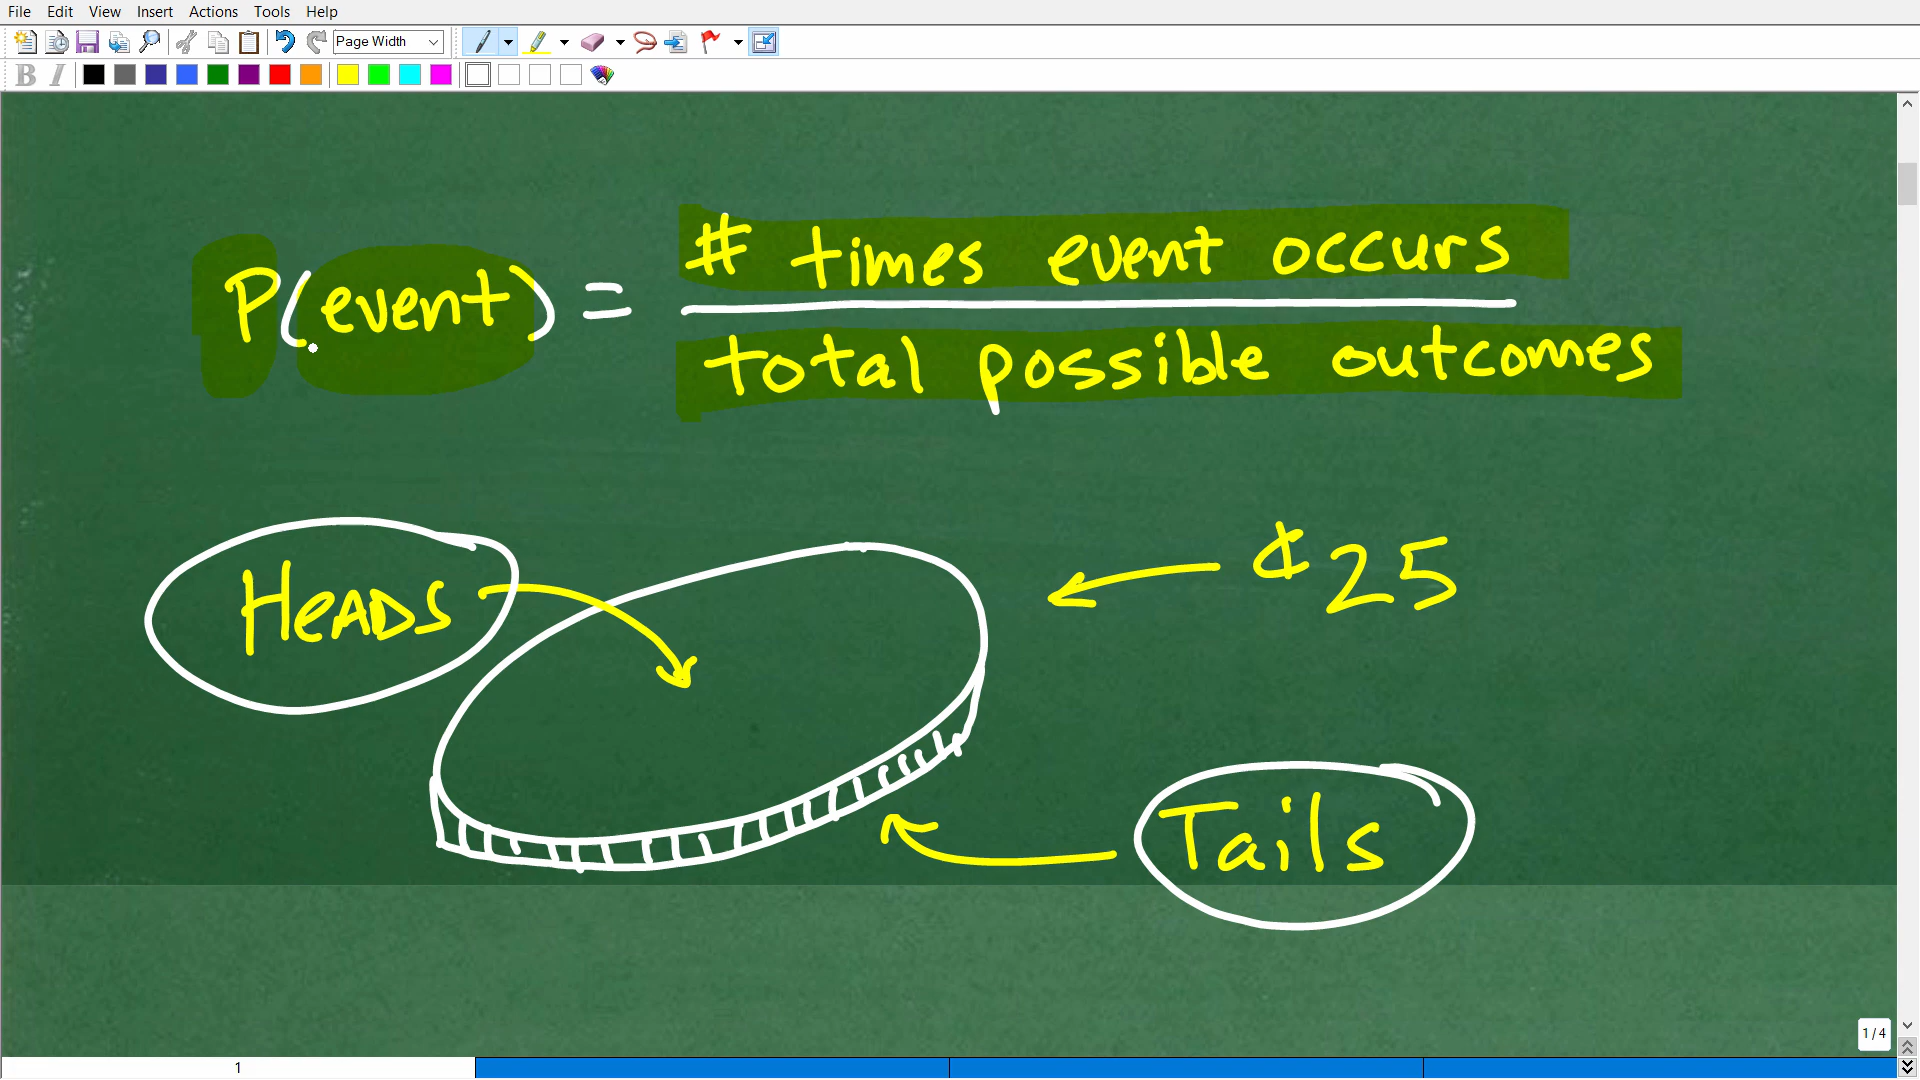 File Edit View Insert Actions Tools Help
Page Width
B I
# times event occurs
P(event) =
total possible outcomes
HEADS
¢25
Tails
1 / 4
1